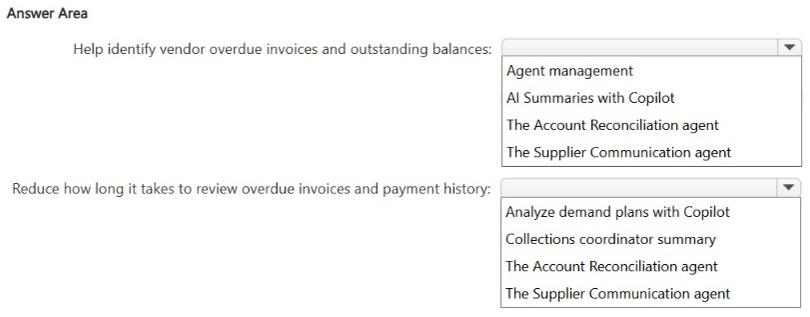 Answer Area
Help identify vendor overdue invoices and outstanding balances:
Agent management
AI Summaries with Copilot
The Account Reconciliation agent
The Supplier Communication agent
Reduce how long it takes to review overdue invoices and payment history:
Analyze demand plans with Copilot
Collections coordinator summary
The Account Reconciliation agent
The Supplier Communication agent